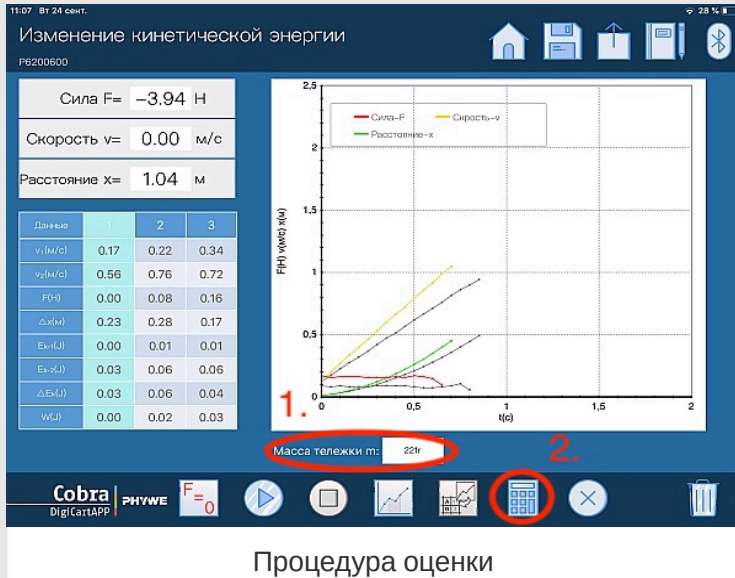 11:07 Вт 24 сент.
28 %
Изменение кинетической энергии
P6200600
Сила F= −3.94 Н
Скорость v= 0.00 м/с
Расстояние x= 1.04 м
Данные 1 2 3
v₁(м/с) 0.17 0.22 0.34
v₂(м/с) 0.56 0.76 0.72
F(H) 0.00 0.08 0.16
△x(м) 0.23 0.28 0.17
Eₖ₁(J) 0.00 0.01 0.01
Eₖ₂(J) 0.03 0.06 0.06
△Eₖ(J) 0.03 0.06 0.04
W(J) 0.00 0.02 0.03
2,5
2
1,5
1
0,5
0
F(H) v(м/с) x(м)
Сила-F Скрость-v
Расстояние-x
0 0,5 1 1,5 2
t(c)
1.
Масса тележки m: 221г
2.
Cobra
DigiCartAPP
PHYWE
F=0
Процедура оценки